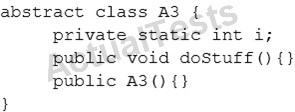 abstract class A3 {
private static int i;
public void doStuff(){}
public A3(){}
}
ActualTests